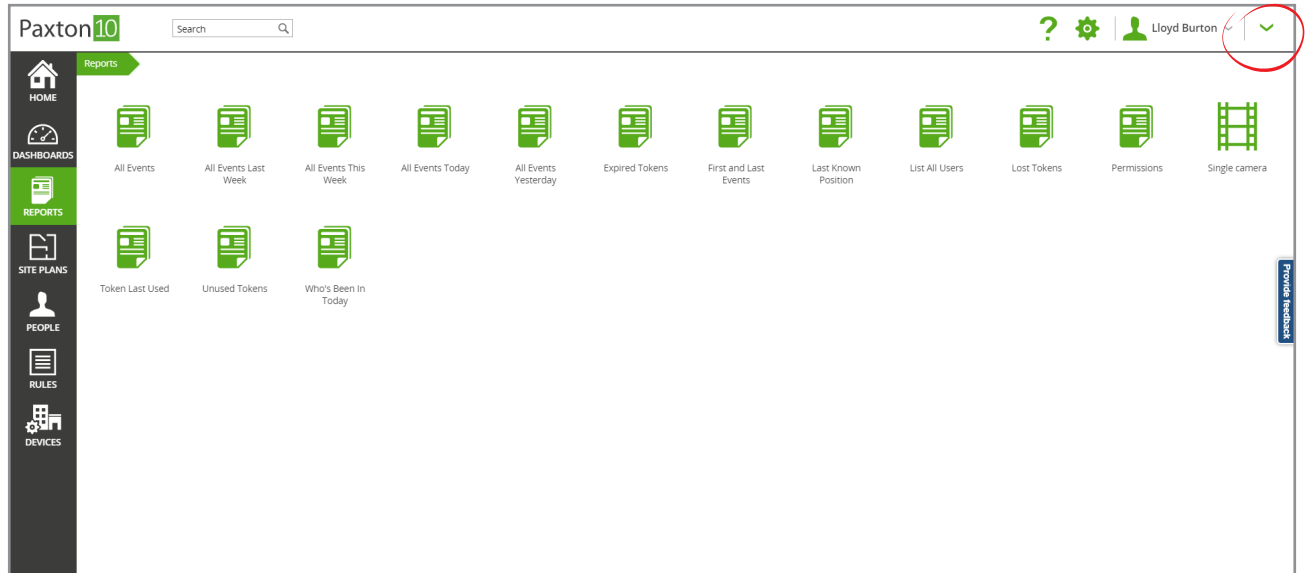 Paxton 10
Search
?
Lloyd Burton
HOME
DASHBOARDS
REPORTS
SITE PLANS
PEOPLE
RULES
DEVICES
Reports
All Events
All Events Last
Week
All Events This
Week
All Events Today
All Events
Yesterday
Expired Tokens
First and Last
Events
Last Known
Position
List All Users
Lost Tokens
Permissions
Single camera
Token Last Used
Unused Tokens
Who's Been In
Today
Provide feedback